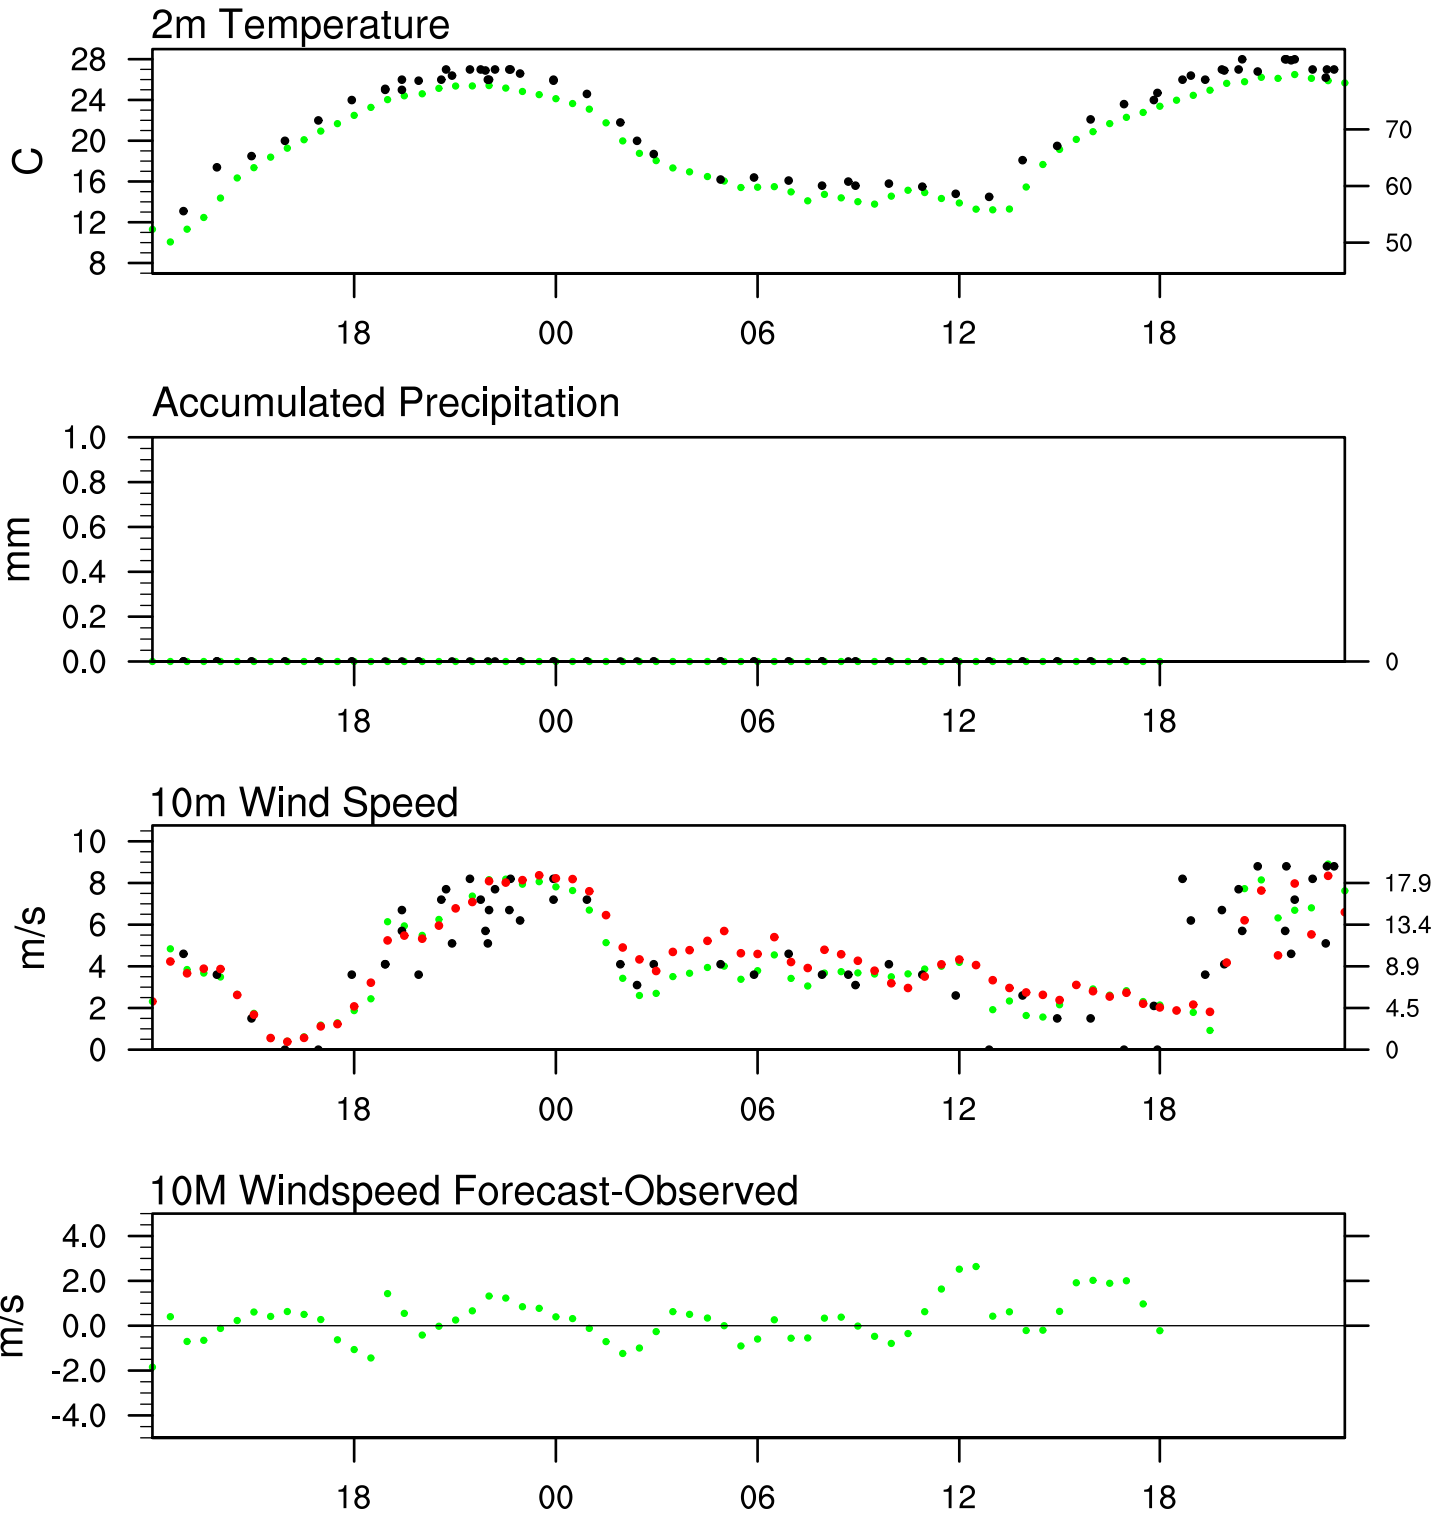 2m Temperature
28
24
20
16
12
8
C
70
60
50
18 00 06 12 18
Accumulated Precipitation
1.0
0.8
0.6
0.4
0.2
0.0
mm
0
18 00 06 12 18
10m Wind Speed
10
8
6
4
2
0
m/s
17.9
13.4
8.9
4.5
0
18 00 06 12 18
10M Windspeed Forecast-Observed
4.0
2.0
0.0
-2.0
-4.0
m/s
18 00 06 12 18